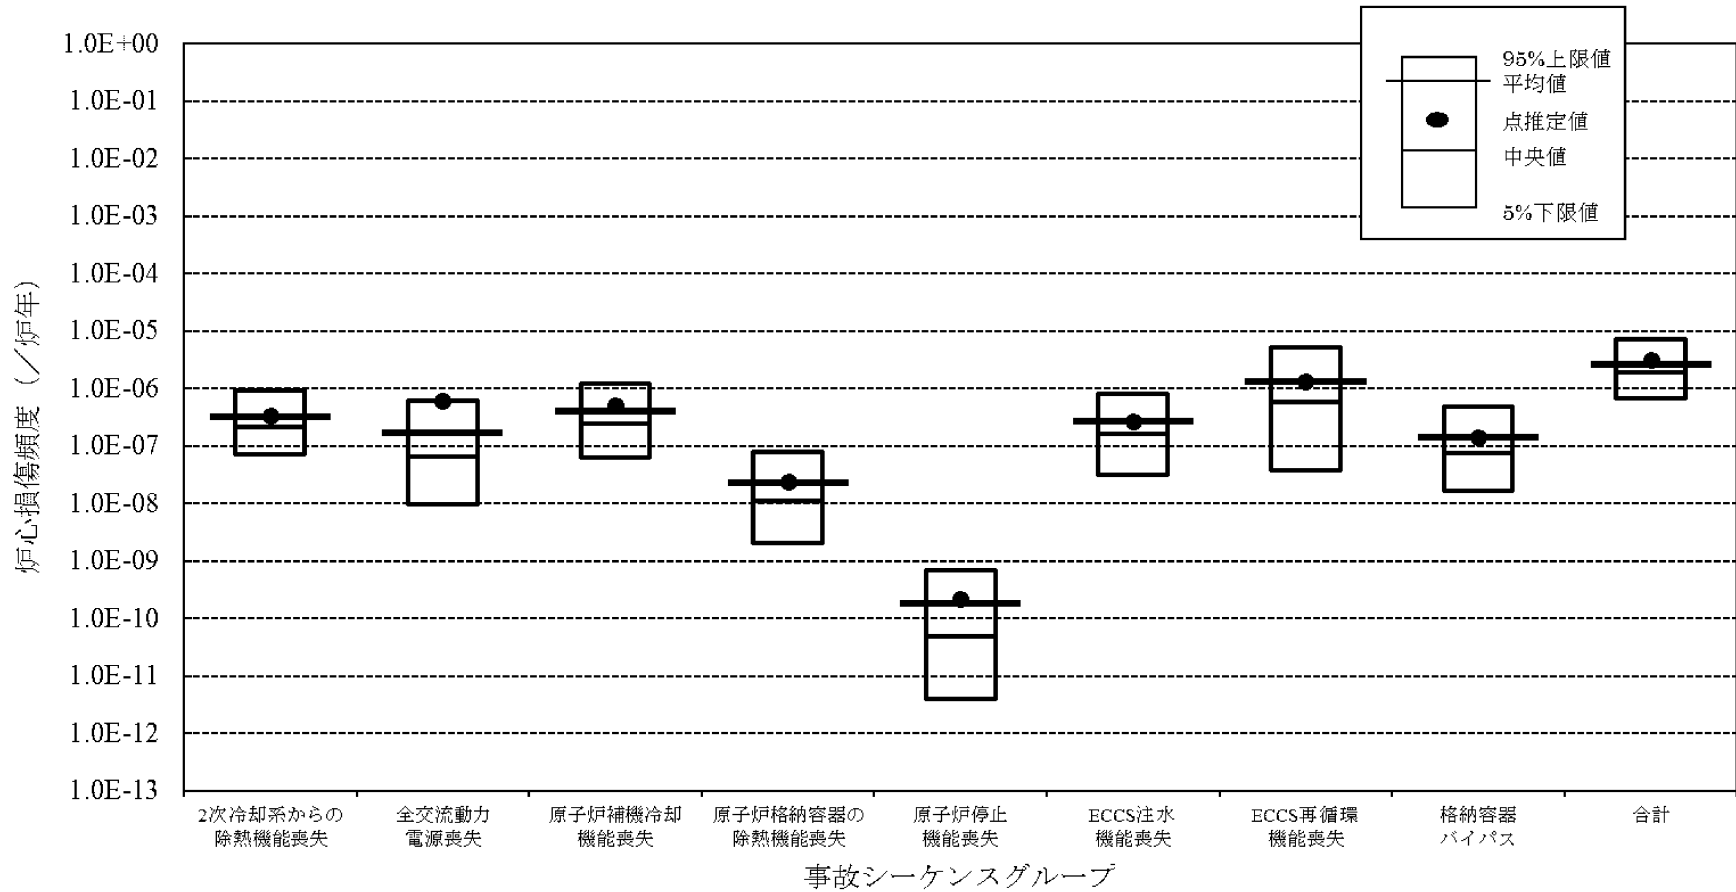 95%上限値
平均値
点推定値
中央値
5%下限値
1.0E+00
1.0E-01
1.0E-02
1.0E-03
1.0E-04
1.0E-05
1.0E-06
1.0E-07
1.0E-08
1.0E-09
1.0E-10
1.0E-11
1.0E-12
1.0E-13
炉心損傷頻度（／炉年）
2次冷却系からの
除熱機能喪失
全交流動力
電源喪失
原子炉補機冷却
機能喪失
原子炉格納容器の
除熱機能喪失
原子炉停止
機能喪失
ECCS注水
機能喪失
ECCS再循環
機能喪失
格納容器
バイパス
合計
事故シーケンスグループ